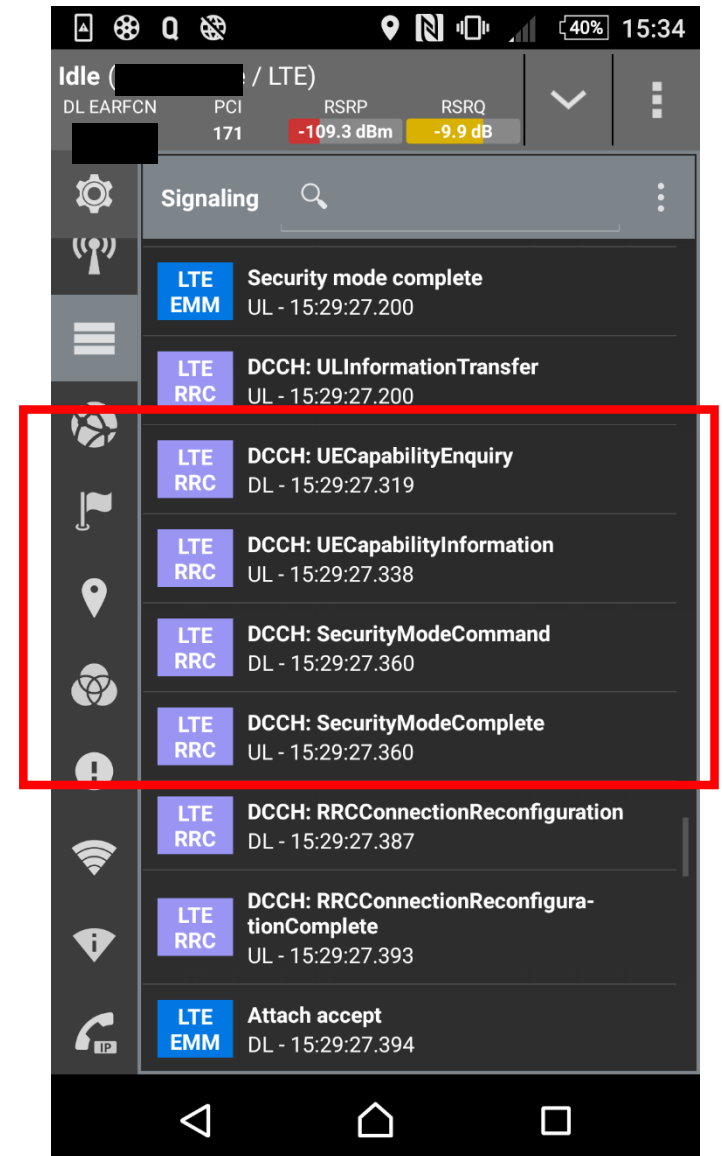 Q 40% 15:34
Idle ( / LTE)
DL EARFCN PCI RSRP RSRQ
171 -109.3 dBm -9.9 dB
Signaling
LTE EMM Security mode complete
UL - 15:29:27.200
LTE RRC DCCH: ULInformationTransfer
UL - 15:29:27.200
LTE RRC DCCH: UECapabilityEnquiry
DL - 15:29:27.319
LTE RRC DCCH: UECapabilityInformation
UL - 15:29:27.338
LTE RRC DCCH: SecurityModeCommand
DL - 15:29:27.360
LTE RRC DCCH: SecurityModeComplete
UL - 15:29:27.360
LTE RRC DCCH: RRCConnectionReconfiguration
DL - 15:29:27.387
LTE RRC DCCH: RRCConnectionReconfigura-
tionComplete
UL - 15:29:27.393
LTE EMM Attach accept
DL - 15:29:27.394
IP